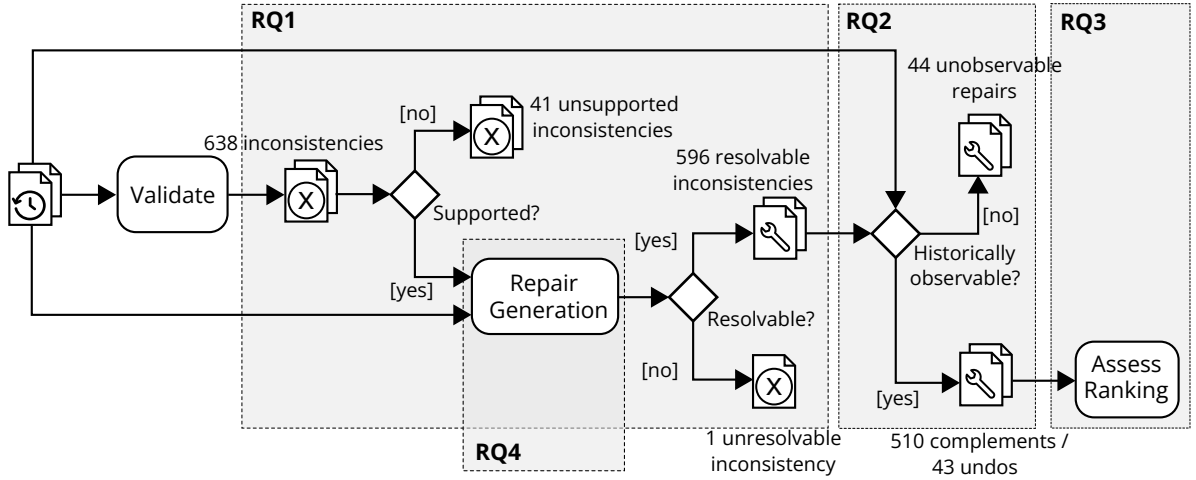 RQ1
RQ2
RQ3
44 unobservable
repairs
[no]
41 unsupported
inconsistencies
X
638 inconsistencies
596 resolvable
inconsistencies
Validate
X
Supported?
[yes]
[no]
Historically
observable?
[yes]
Repair
Generation
Resolvable?
[no]
X
Assess
Ranking
[yes]
RQ4
1 unresolvable
inconsistency
510 complements /
43 undos